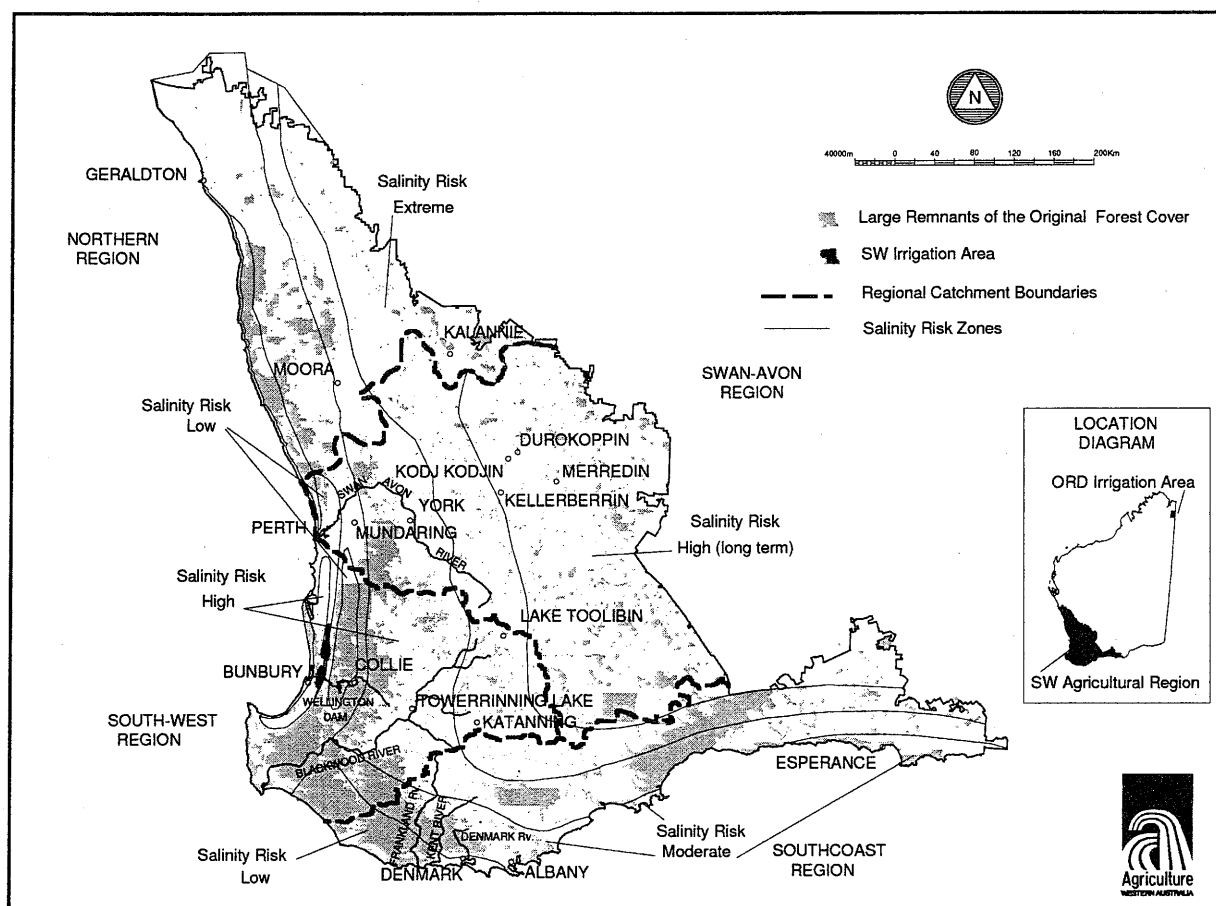 N
40000m 0 40 80 120 160 200Km
Large Remnants of the Original Forest Cover
SW Irrigation Area
Regional Catchment Boundaries
Salinity Risk Zones
GERALDTON
NORTHERN
REGION
Salinity Risk
Extreme
KALANNIE
MOORA
SWAN-AVON
REGION
Salinity Risk
Low
DUROKOPPIN
KODJ KODJIN
MERREDIN
KELLERBERRIN
SWAN
AVON
RIVER
YORK
PERTH
MUNDARING
Salinity Risk
High (long term)
Salinity Risk
High
LAKE TOOLIBIN
BUNBURY
COLLIE
WELLINGTON
DAM
TOWERRINNING LAKE
KATANNING
SOUTH-WEST
REGION
BLACKWOOD RIVER
FRANKLAND Rv.
KENT RIVER
DENMARK Rv.
ESPERANCE
Salinity Risk
Moderate
SOUTHCOAST
REGION
Salinity Risk
Low
DENMARK
ALBANY
LOCATION
DIAGRAM
ORD Irrigation Area
SW Agricultural Region
Agriculture
WESTERN AUSTRALIA